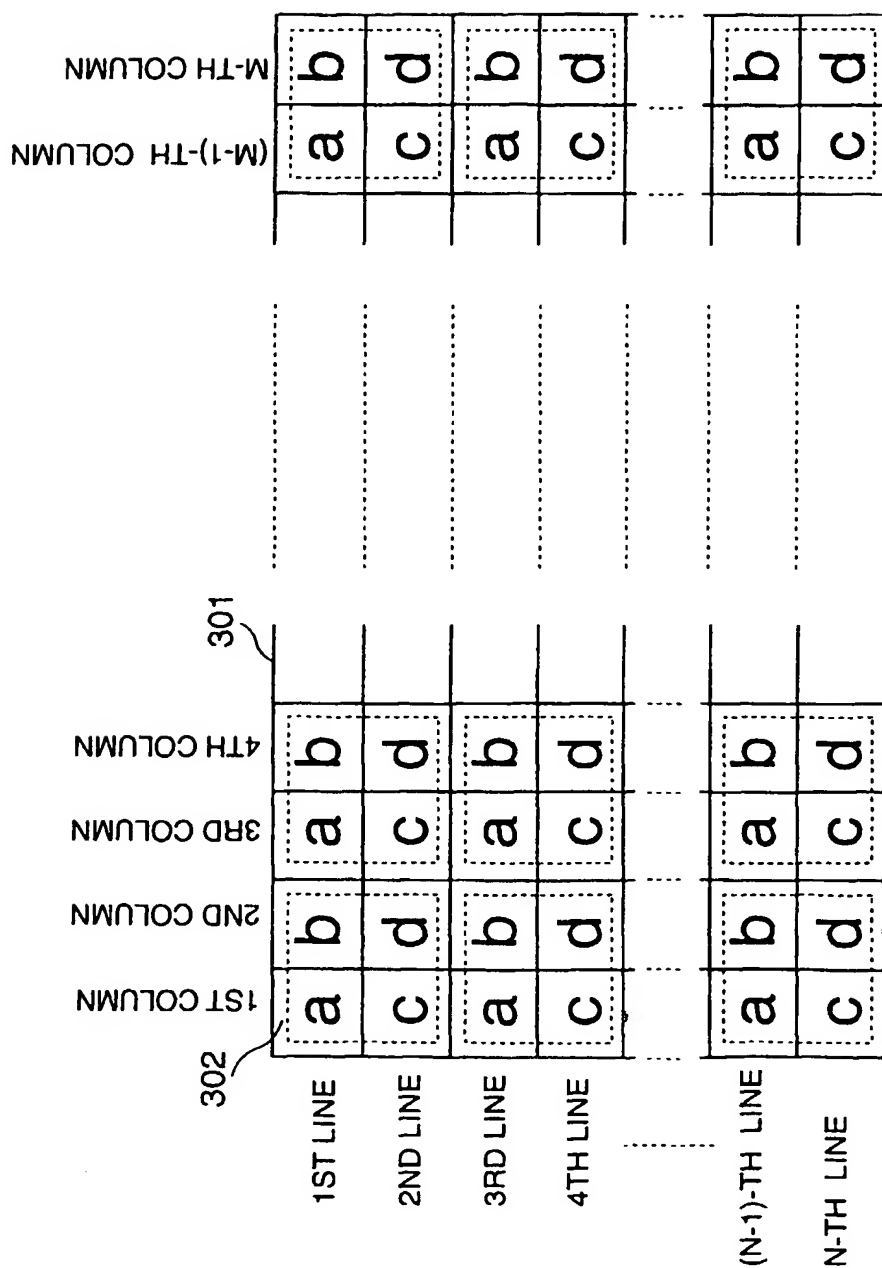 1ST COLUMN
2ND COLUMN
3RD COLUMN
4TH COLUMN
(M-1)-TH COLUMN
M-TH COLUMN
302
301
1ST LINE a b a b a b
2ND LINE c d c d c d
3RD LINE a b a b a b
4TH LINE c d c d c d
(N-1)-TH LINE a b a b a b
N-TH LINE c d c d c d